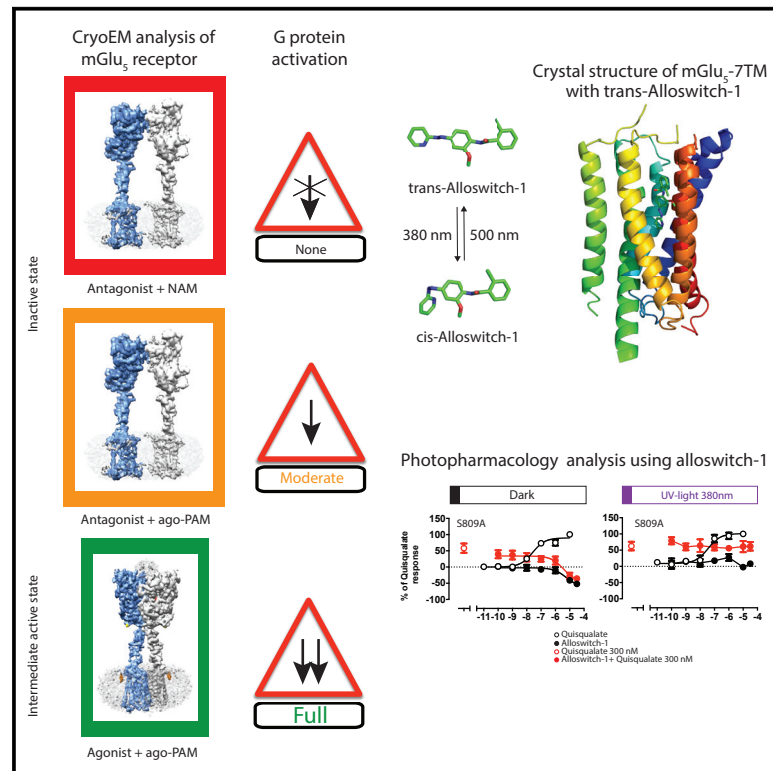 CryoEM analysis of
mGlu₅ receptor
G protein
activation
Inactive state
None
Antagonist + NAM
Moderate
Antagonist + ago-PAM
Intermediate active state
Full
Agonist + ago-PAM
trans-Alloswitch-1
380 nm
500 nm
cis-Alloswitch-1
Crystal structure of mGlu₅-7TM
with trans-Alloswitch-1
Photopharmacology analysis using alloswitch-1
Dark
UV-light 380nm
% of Quisqualate
response
S809A
150
100
50
0
-50
-100
-11 -10 -9 -8 -7 -6 -5 -4
S809A
150
100
50
0
-50
-100
-11 -10 -9 -8 -7 -6 -5 -4
Quisqualate
Alloswitch-1
Quisqualate 300 nM
Alloswitch-1+ Quisqualate 300 nM